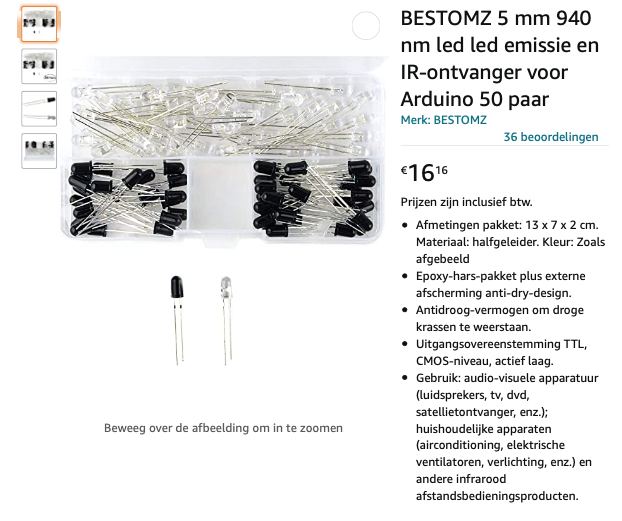 BESTOMZ 5 mm 940
nm led led emissie en
IR-ontvanger voor
Arduino 50 paar
Merk: BESTOMZ
36 beoordelingen
€16 16
Prijzen zijn inclusief btw.
• Afmetingen pakket: 13 x 7 x 2 cm.
Materiaal: halfgeleider. Kleur: Zoals
afgebeeld
• Epoxy-hars-pakket plus externe
afscherming anti-dry-design.
• Antidroog-vermogen om droge
krassen te weerstaan.
• Uitgangsovereenstemming TTL,
CMOS-niveau, actief laag.
• Gebruik: audio-visuele apparatuur
(luidsprekers, tv, dvd,
satellietontvanger, enz.);
huishoudelijke apparaten
(airconditioning, elektrische
ventilatoren, verlichting, enz.) en
andere infrarood
afstandsbedieningsproducten.
Beweeg over de afbeelding om in te zoomen